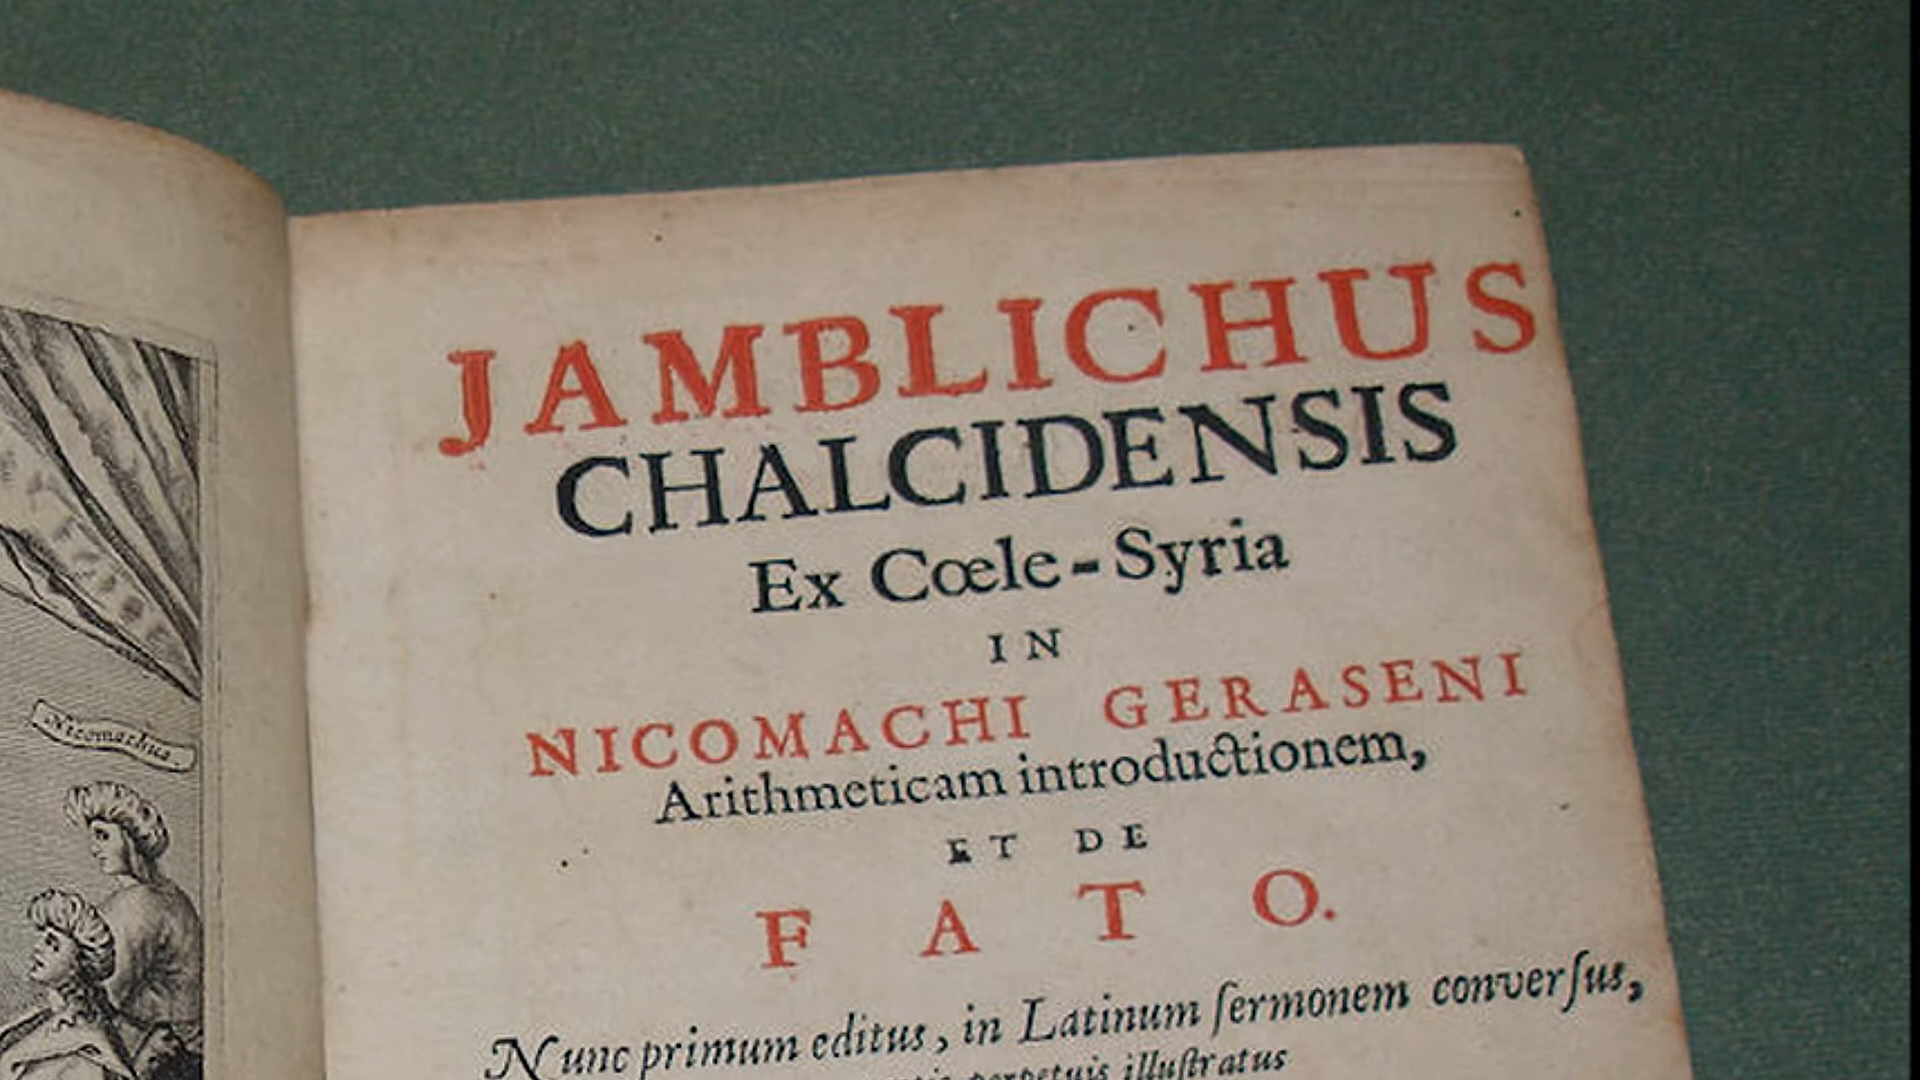 Nicomachus.
JAMBLICHUS
CHALCIDENSIS
Ex Cœle-Syria
IN
NICOMACHI GERASENI
Arithmeticam introductionem,
ET DE
FATO.
Nunc primum editus, in Latinum ſermonem converſus,
perpetuis illuſtratus